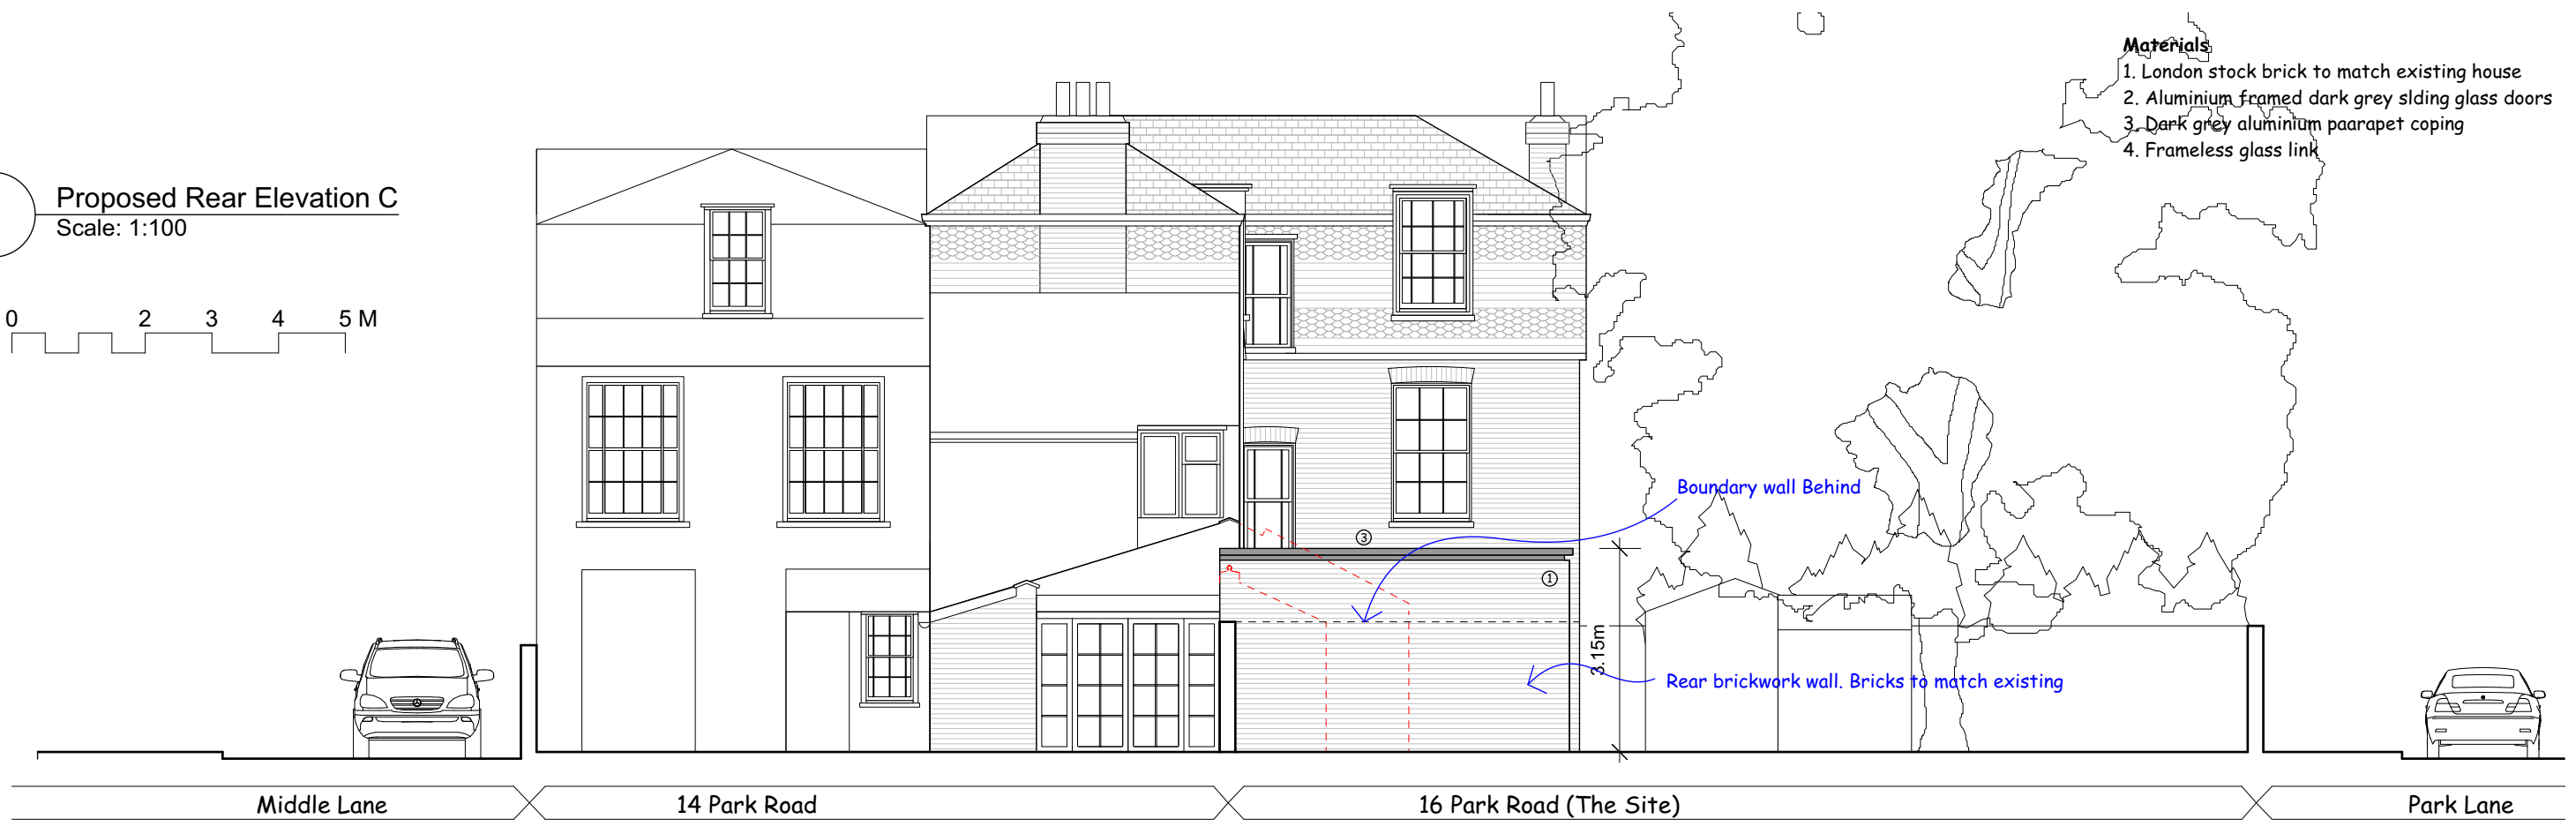 Materials
1. London stock brick to match existing house
2. Aluminium framed dark grey slding glass doors
3. Dark grey aluminium paarapet coping
4. Frameless glass link
Proposed Rear Elevation C
Scale: 1:100
0 2 3 4 5 M
Boundary wall Behind
3
1
3.15m
Rear brickwork wall. Bricks to match existing
Middle Lane
14 Park Road
16 Park Road (The Site)
Park Lane